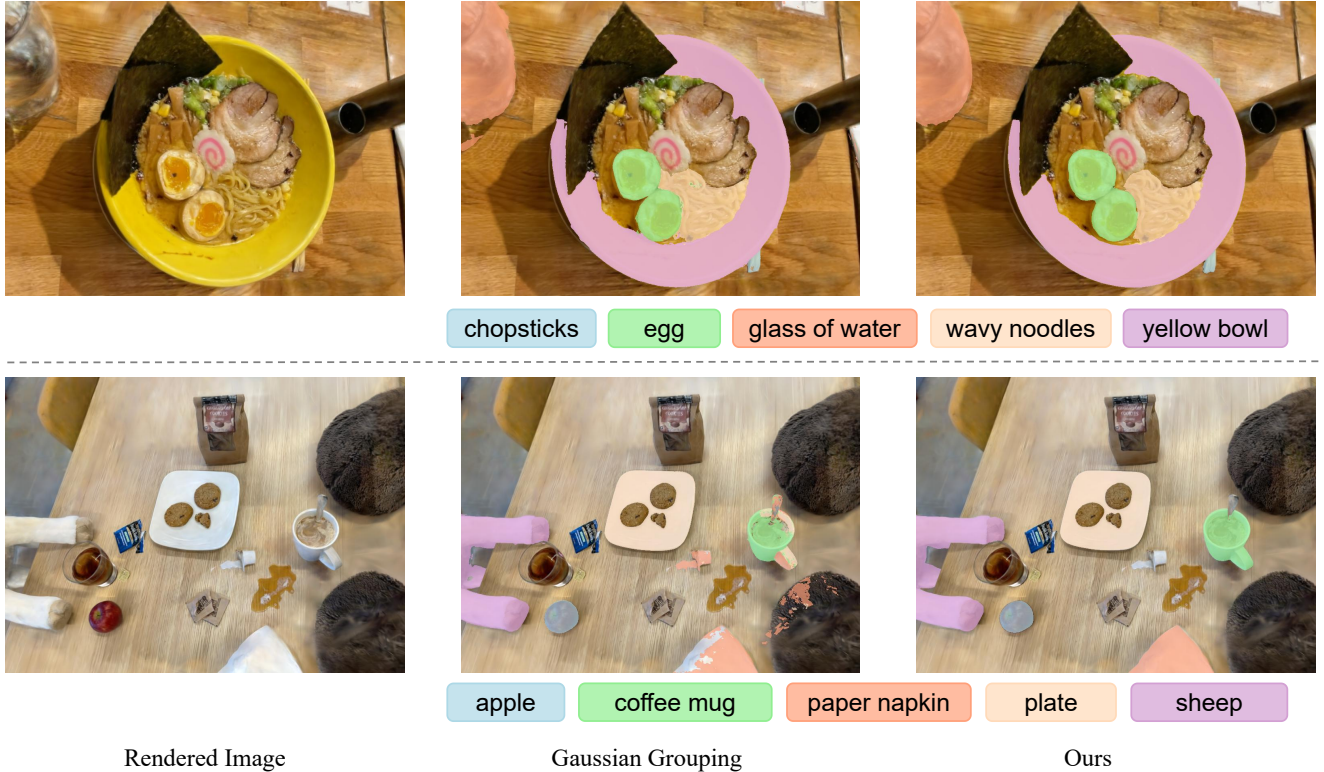 chopsticks egg glass of water wavy noodles yellow bowl
apple coffee mug paper napkin plate sheep
Rendered Image Gaussian Grouping Ours